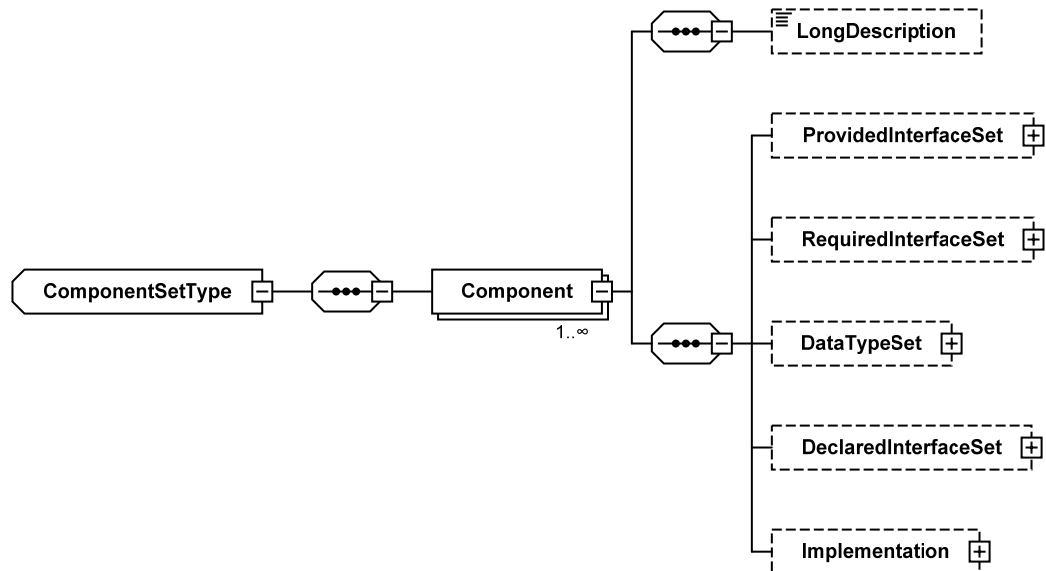 LongDescription
ProvidedInterfaceSet
RequiredInterfaceSet
ComponentSetType
Component
1..∞
DataTypeSet
DeclaredInterfaceSet
Implementation